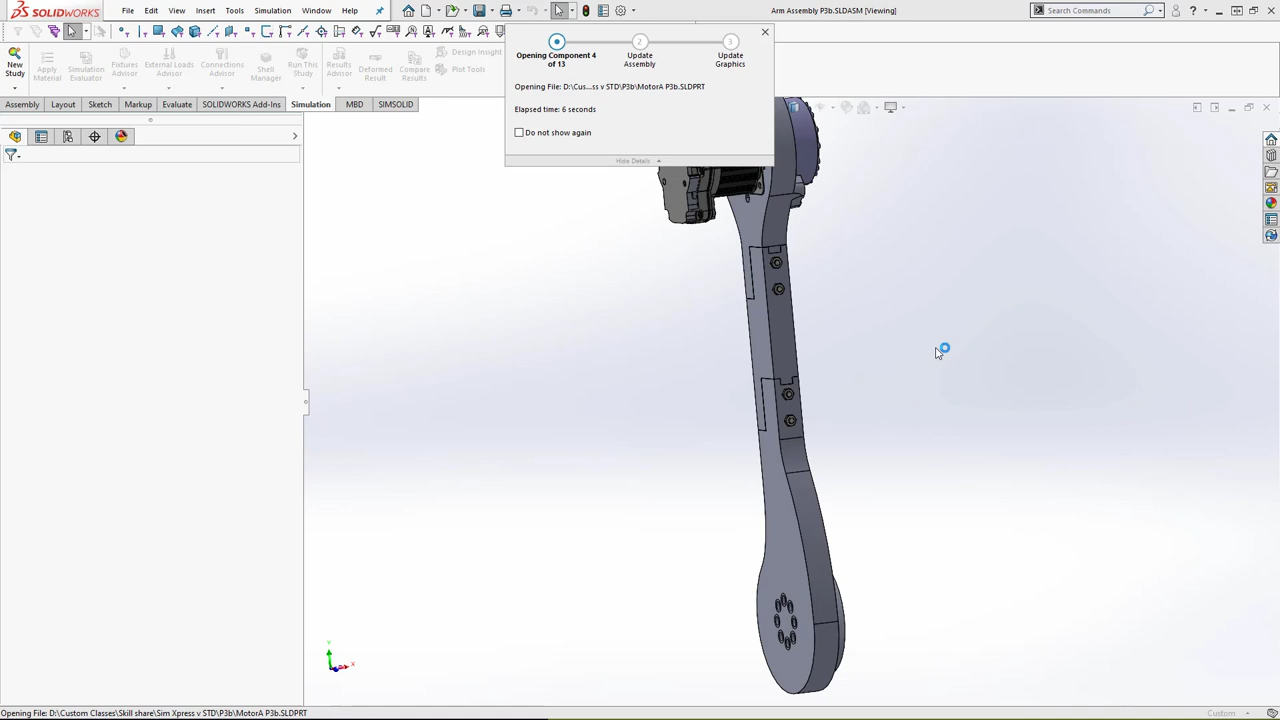 SOLIDWORKS
File
Edit
View
Insert
Tools
Simulation
Window
Help
Arm Assembly P3b.SLDASM [Viewing]
Search Commands
New Study
Apply Material
Simulation Evaluator
Fixtures Advisor
External Loads Advisor
Connections Advisor
Shell Manager
Run This Study
Results Advisor
Deformed Result
Compare Results
Design Insight
Plot Tools
Assembly
Layout
Sketch
Markup
Evaluate
SOLIDWORKS Add-Ins
Simulation
MBD
SIMSOLID
2
3
Opening Component 4 of 13
Update Assembly
Update Graphics
Opening File: D:\Cus...ss v STD\P3b\MotorA P3b.SLDPRT
Elapsed time: 6 seconds
Do not show again
Hide Details
Y
X
Opening File: D:\Custom Classes\Skill share\Sim Xpress v STD\P3b\MotorA P3b.SLDPRT
Custom